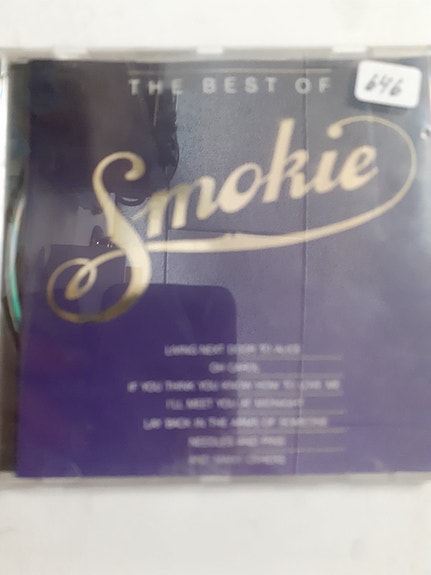 THE BEST OF
646
Smokie
LIVING NEXT DOOR TO ALICE
OH CAROL
IF YOU THINK YOU KNOW HOW TO LOVE ME
I'LL MEET YOU AT MIDNIGHT
LAY BACK IN THE ARMS OF SOMEONE
NEEDLES AND PINS
AND MANY OTHERS